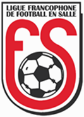 LIGUE FRANCOPHONE
DE FOOTBALL EN SALLE
FS